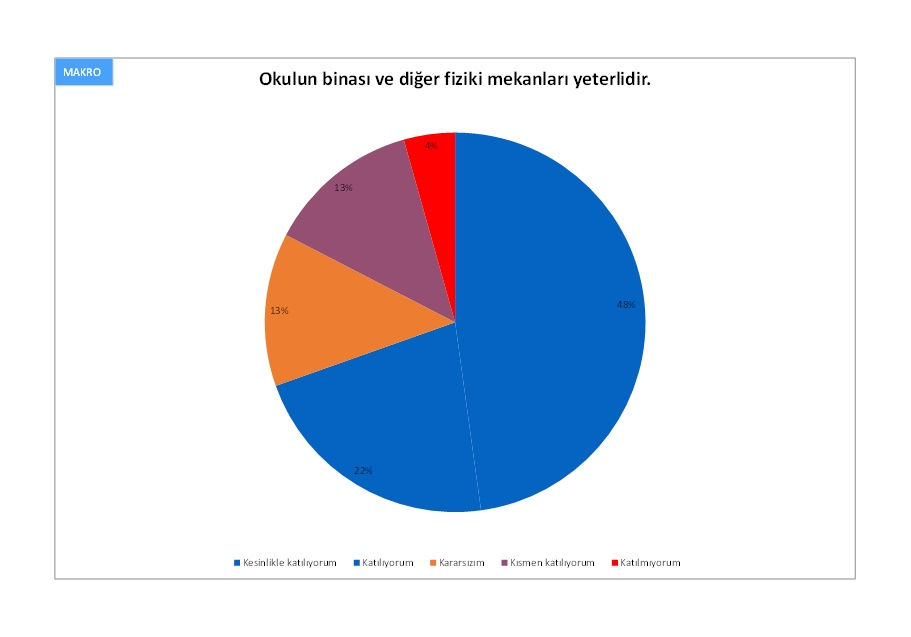 MAKRO
Okulun binası ve diğer fiziki mekanları yeterlidir.
4%
13%
48%
13%
22%
Kesinlikle katılıyorum Katılıyorum Kararsızım Kısmen katılıyorum Katılmıyorum